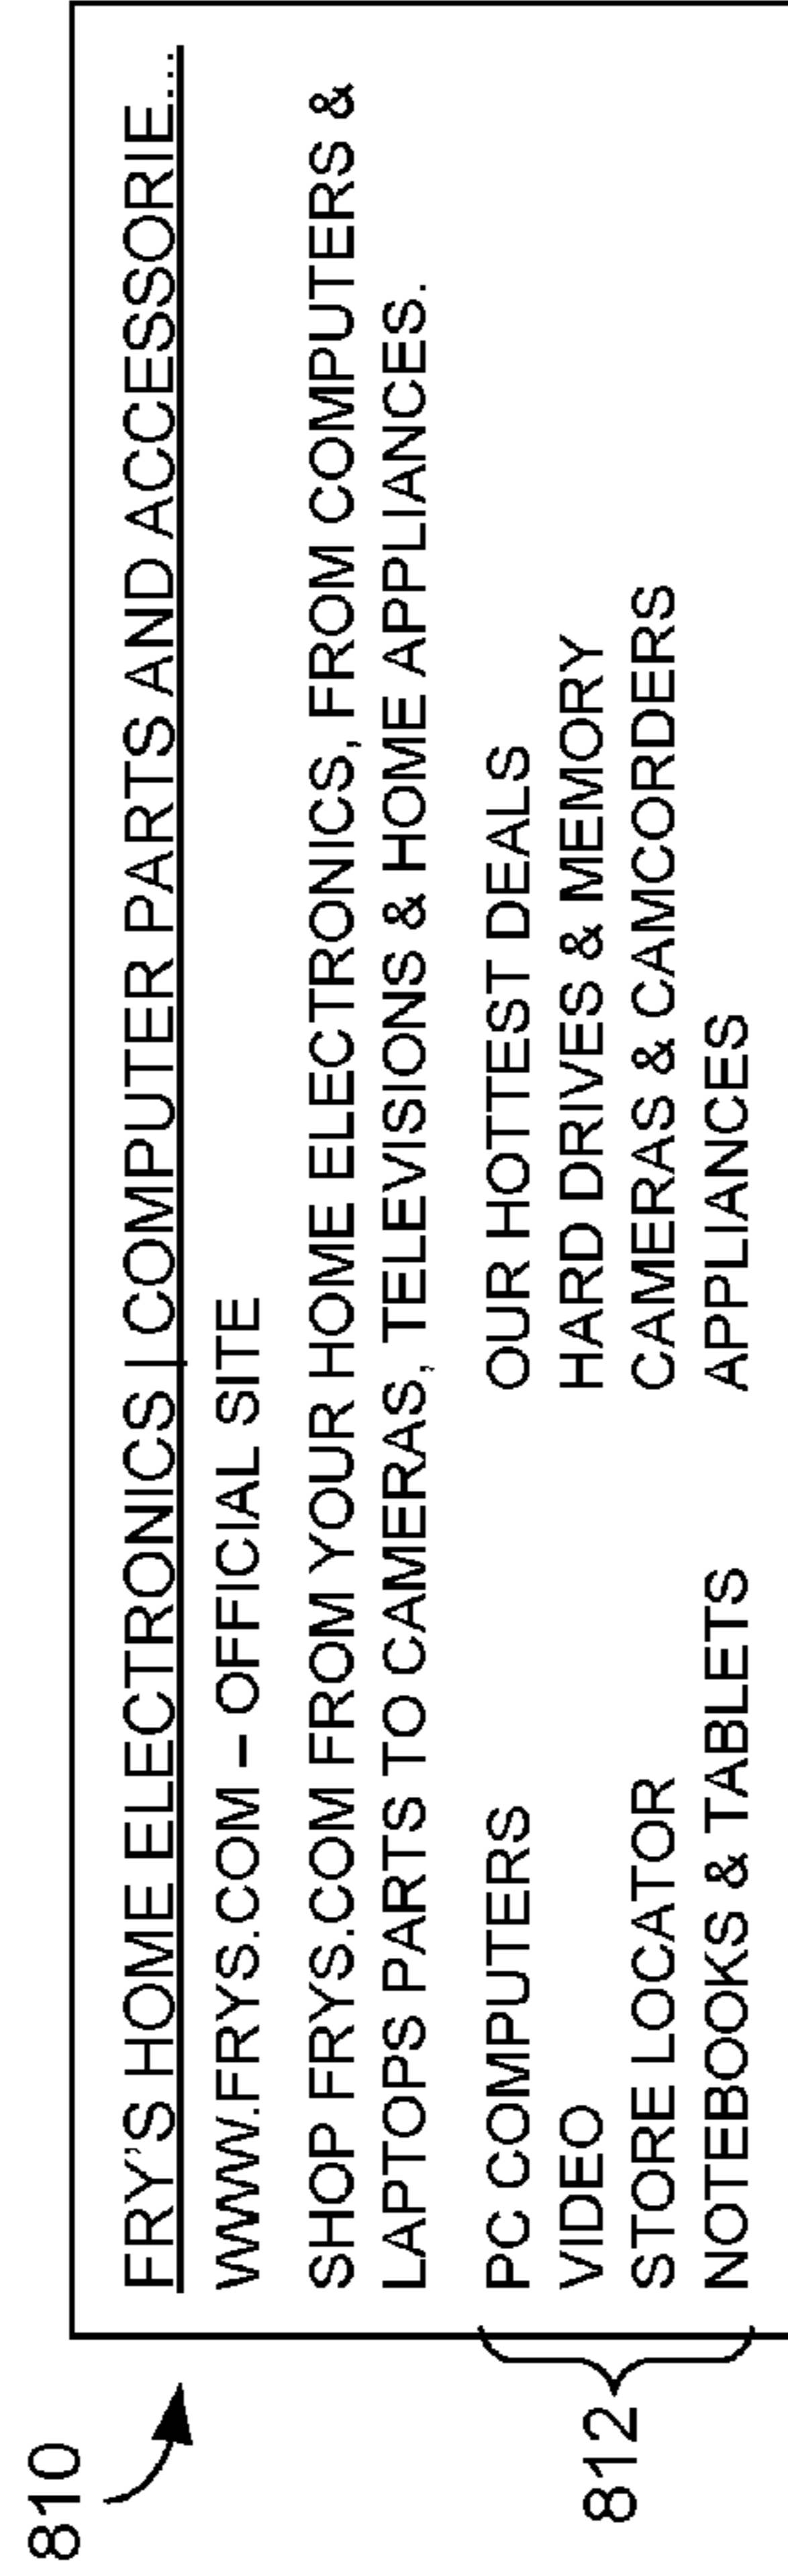 810
FRY'S HOME ELECTRONICS | COMPUTER PARTS AND ACCESSORIE...
WWW.FRYS.COM – OFFICIAL SITE
SHOP FRYS.COM FROM YOUR HOME ELECTRONICS, FROM COMPUTERS &
LAPTOPS PARTS TO CAMERAS, TELEVISIONS & HOME APPLIANCES.
812
PC COMPUTERS OUR HOTTEST DEALS
VIDEO HARD DRIVES & MEMORY
STORE LOCATOR CAMERAS & CAMCORDERS
NOTEBOOKS & TABLETS APPLIANCES